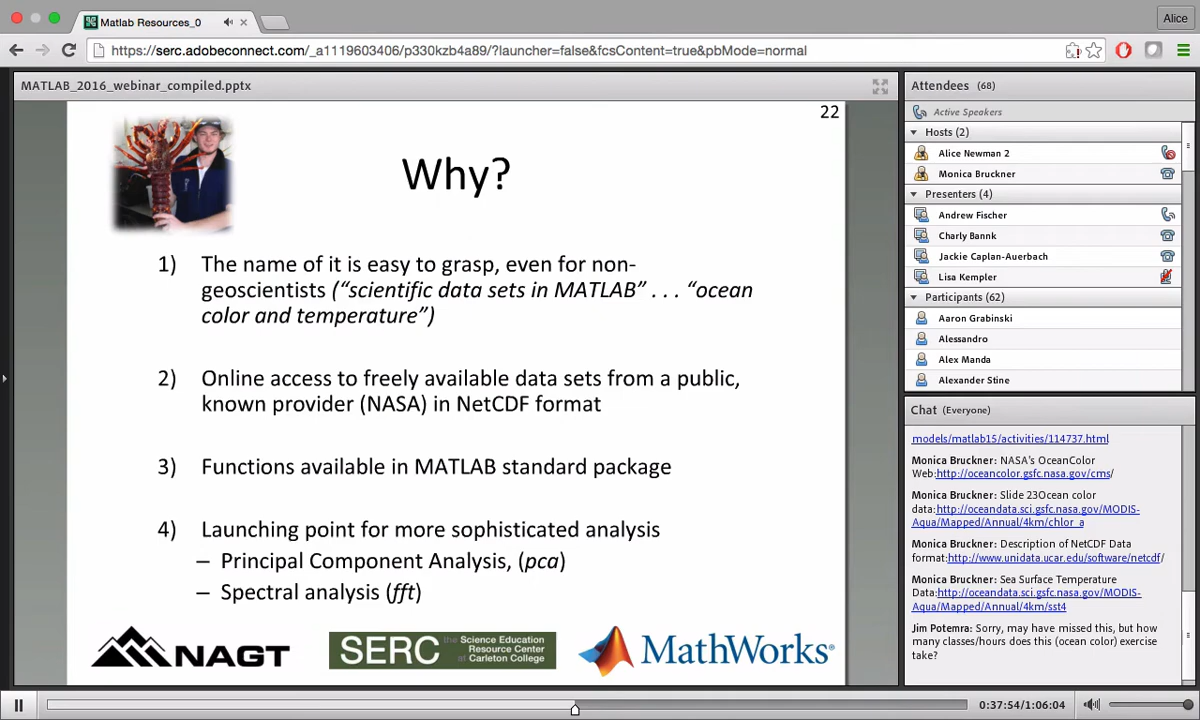 Matlab Resources_0
Alice
https://serc.adobeconnect.com/_a1119603406/p330kzb4a89/?launcher=false&fcsContent=true&pbMode=normal
MATLAB_2016_webinar_compiled.pptx
22
Why?
1) The name of it is easy to grasp, even for non-
geoscientists (“scientific data sets in MATLAB” . . . “ocean
color and temperature”)
2) Online access to freely available data sets from a public,
known provider (NASA) in NetCDF format
3) Functions available in MATLAB standard package
4) Launching point for more sophisticated analysis
– Principal Component Analysis, (pca)
– Spectral analysis (fft)
NAGT
SERC the Science Education
Resource Center
at Carleton College
MathWorks®
Attendees (68)
Active Speakers
Hosts (2)
Alice Newman 2
Monica Bruckner
Presenters (4)
Andrew Fischer
Charly Bannk
Jackie Caplan-Auerbach
Lisa Kempler
Participants (62)
Aaron Grabinski
Alessandro
Alex Manda
Alexander Stine
Chat (Everyone)
models/matlab15/activities/114737.html
Monica Bruckner: NASA's OceanColor
Web:http://oceancolor.gsfc.nasa.gov/cms/
Monica Bruckner: Slide 23Ocean color
data:http://oceandata.sci.gsfc.nasa.gov/MODIS-
Aqua/Mapped/Annual/4km/chlor_a
Monica Bruckner: Description of NetCDF Data
format:http://www.unidata.ucar.edu/software/netcdf/
Monica Bruckner: Sea Surface Temperature
Data:http://oceandata.sci.gsfc.nasa.gov/MODIS-
Aqua/Mapped/Annual/4km/sst4
Jim Potemra: Sorry, may have missed this, but how
many classes/hours does this (ocean color) exercise
take?
0:37:54/1:06:04